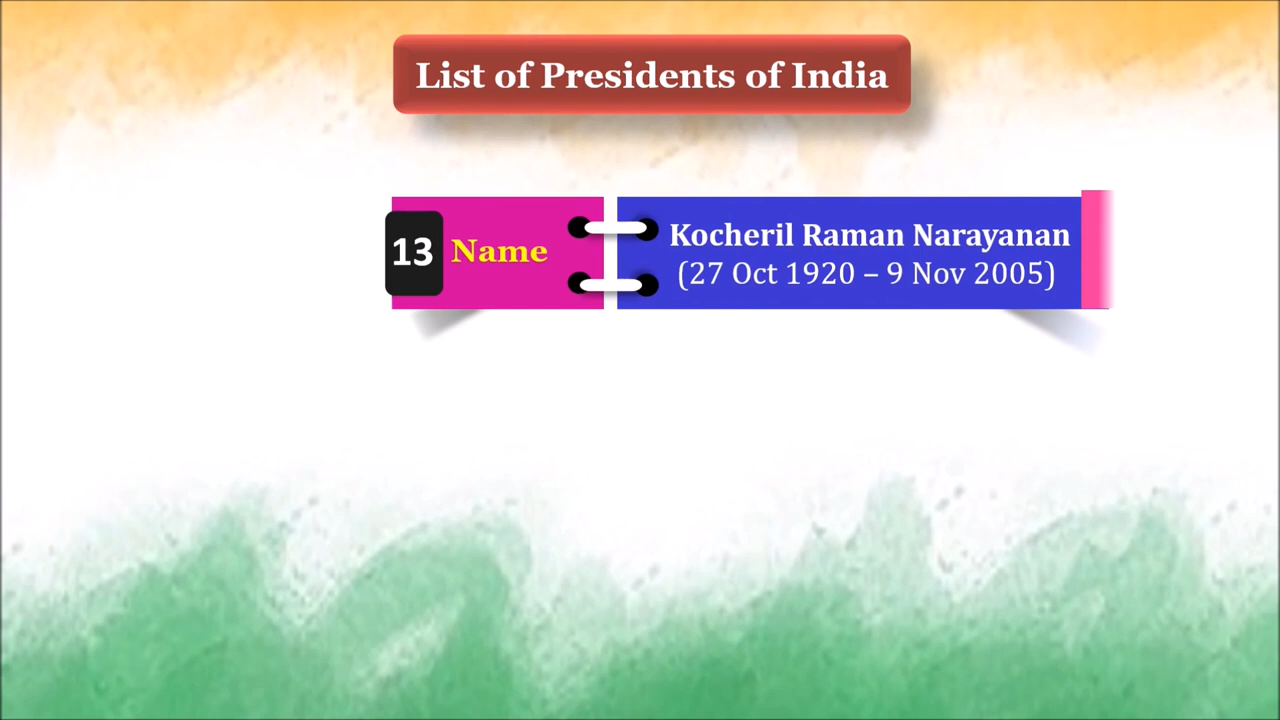 List of Presidents of India
13 Name
Kocheril Raman Narayanan
(27 Oct 1920 – 9 Nov 2005)